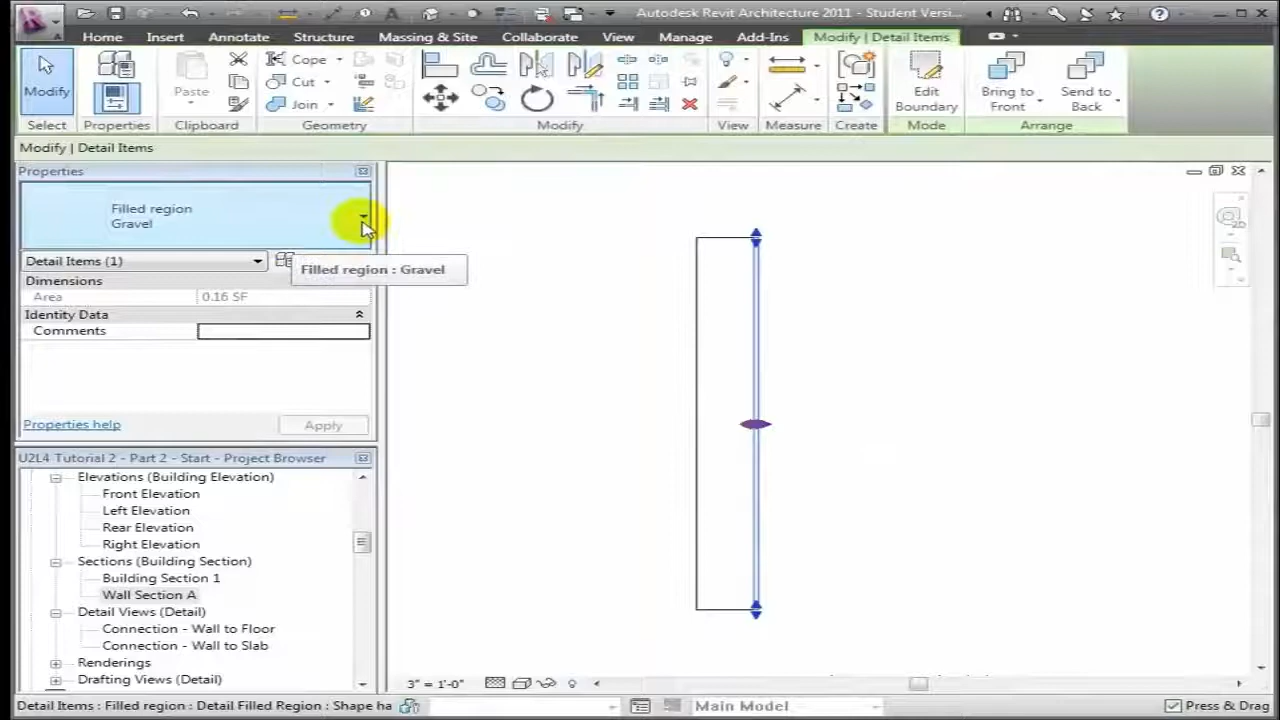 Autodesk Revit Architecture 2011 - Student Versi...
Home Insert Annotate Structure Massing & Site Collaborate View Manage Add-Ins Modify | Detail Items
Modify
Paste
Cope
Cut
Join
Edit
Boundary
Bring to
Front
Send to
Back
Select Properties Clipboard Geometry Modify View Measure Create Mode Arrange
Modify | Detail Items
Properties
Filled region
Gravel
Detail Items (1)
Filled region : Gravel
Dimensions
Area 0.16 SF
Identity Data
Comments
Properties help Apply
U2L4 Tutorial 2 - Part 2 - Start - Project Browser
Elevations (Building Elevation)
Front Elevation
Left Elevation
Rear Elevation
Right Elevation
Sections (Building Section)
Building Section 1
Wall Section A
Detail Views (Detail)
Connection - Wall to Floor
Connection - Wall to Slab
Renderings
Drafting Views (Detail)
3" = 1'-0"
Detail Items : Filled region : Detail Filled Region : Shape ha
Main Model
Press & Drag